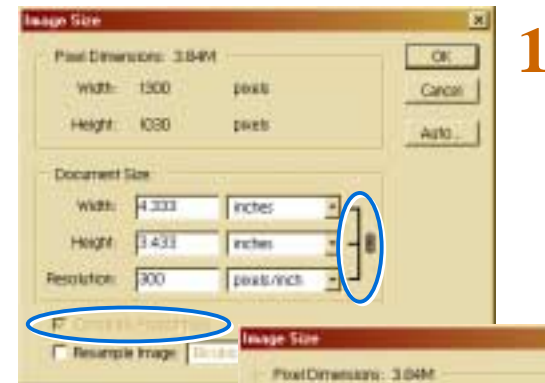 Image Size
1
Pixel Dimensions: 3.84M
OK
Width: 1300 pixels
Cancel
Height: 1030 pixels
Auto...
Document Size
Width: 4.333 inches
Height: 3.433 inches
Resolution: 300 pixels/inch
Constrain Proportions
Resample Image:
Image Size
Pixel Dimensions: 3.84M